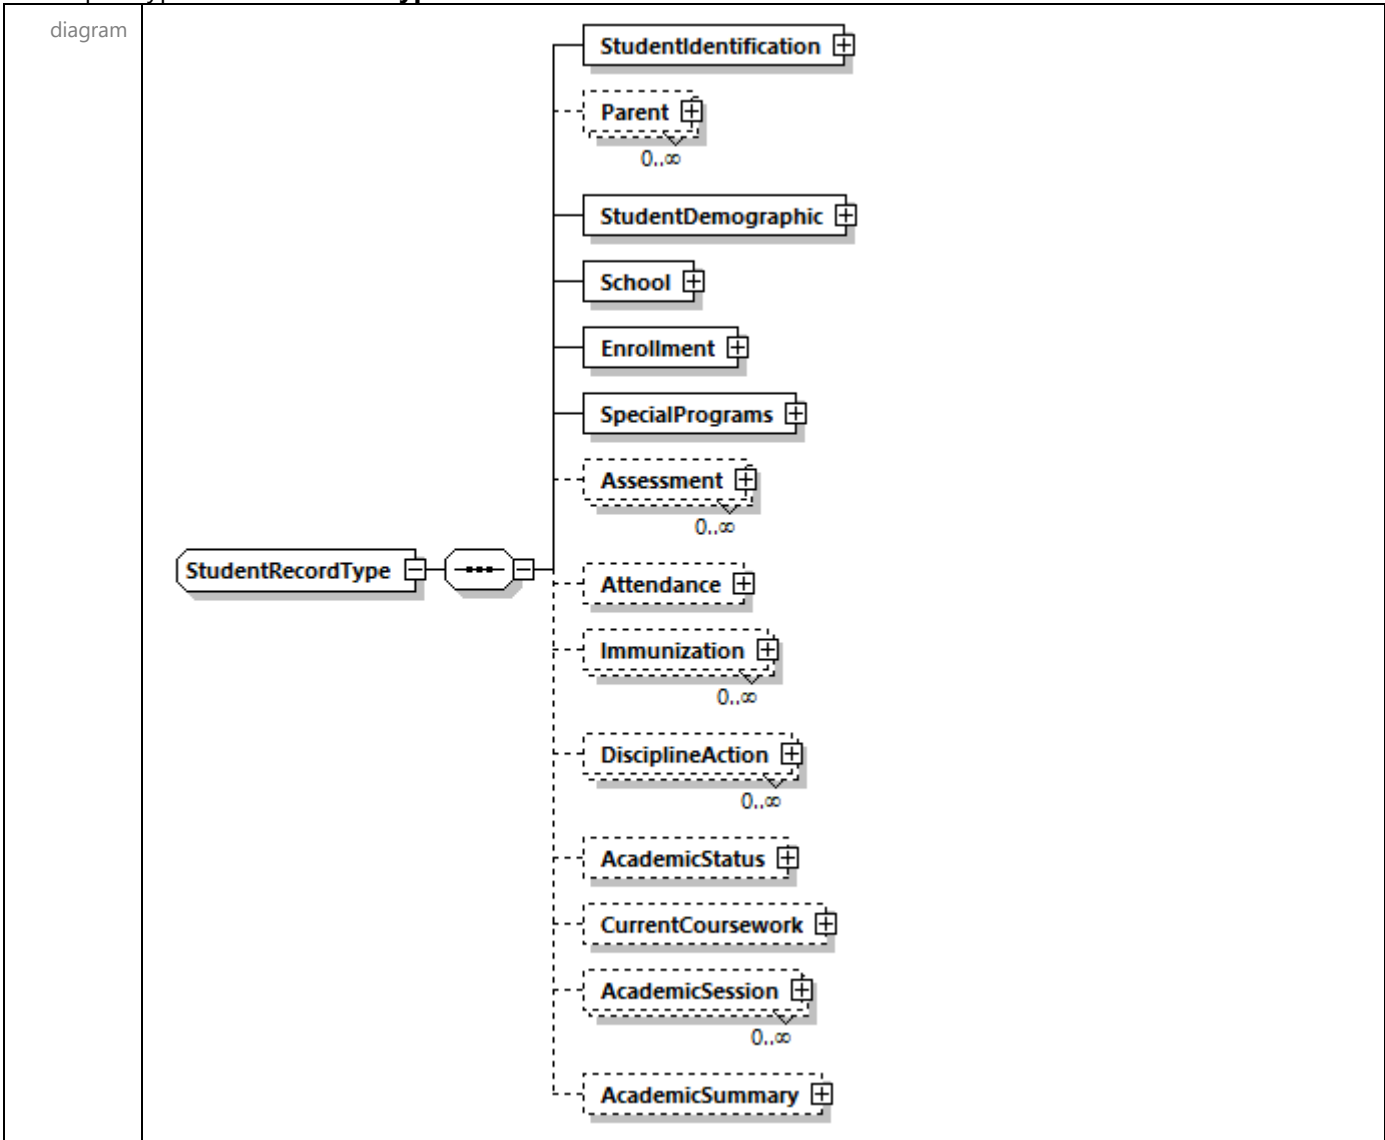 diagram
StudentIdentification
Parent
0..∞
StudentDemographic
School
Enrollment
SpecialPrograms
Assessment
0..∞
StudentRecordType
Attendance
Immunization
0..∞
DisciplineAction
0..∞
AcademicStatus
CurrentCoursework
AcademicSession
0..∞
AcademicSummary